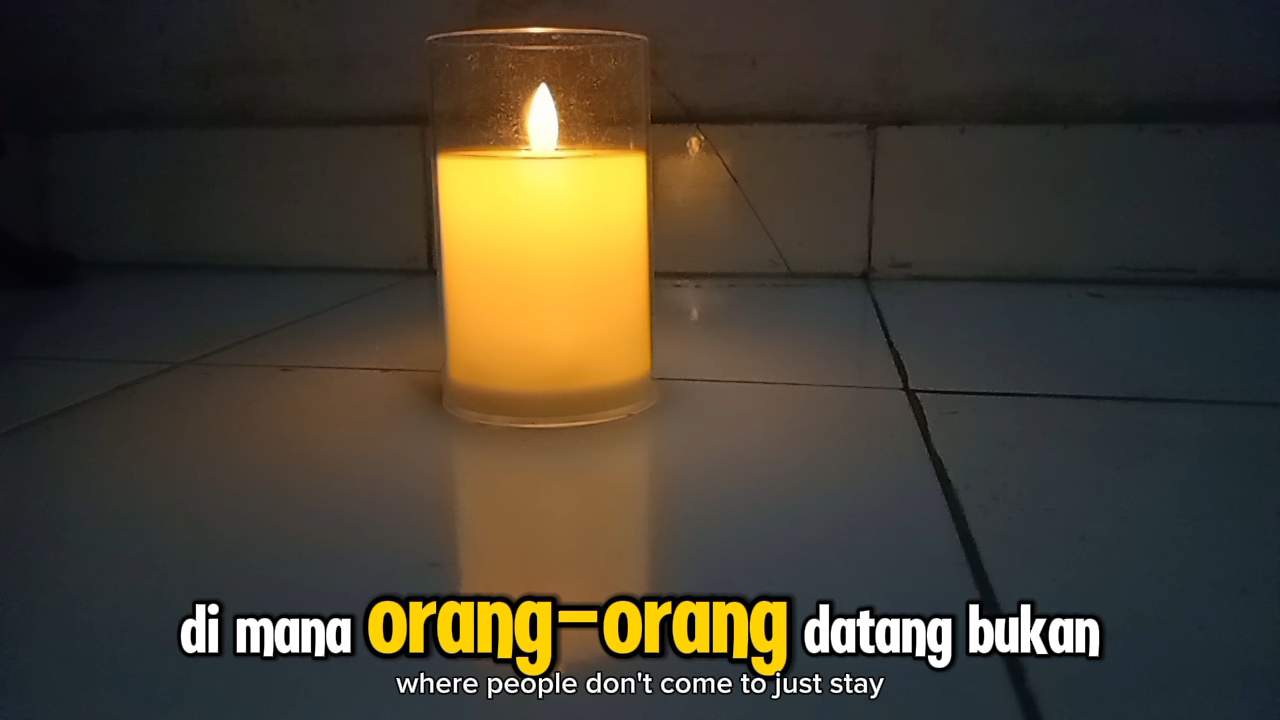 di mana orang-orang datang bukan
where people don't come to just stay